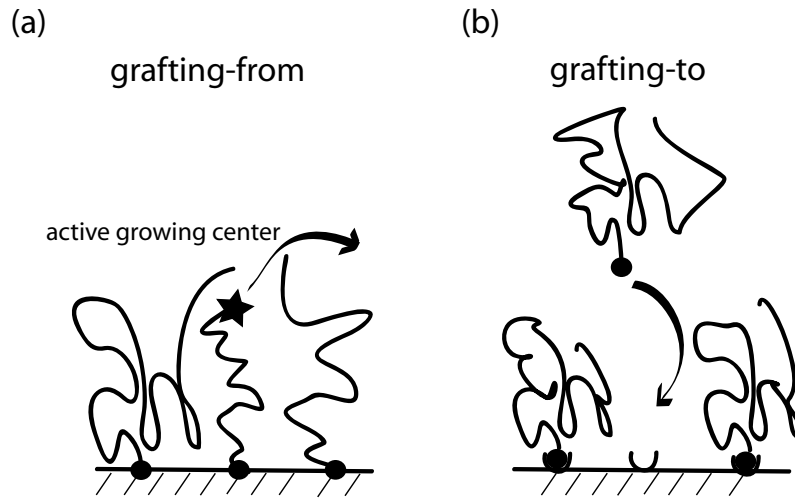 (a)
grafting-from
active growing center
(b)
grafting-to